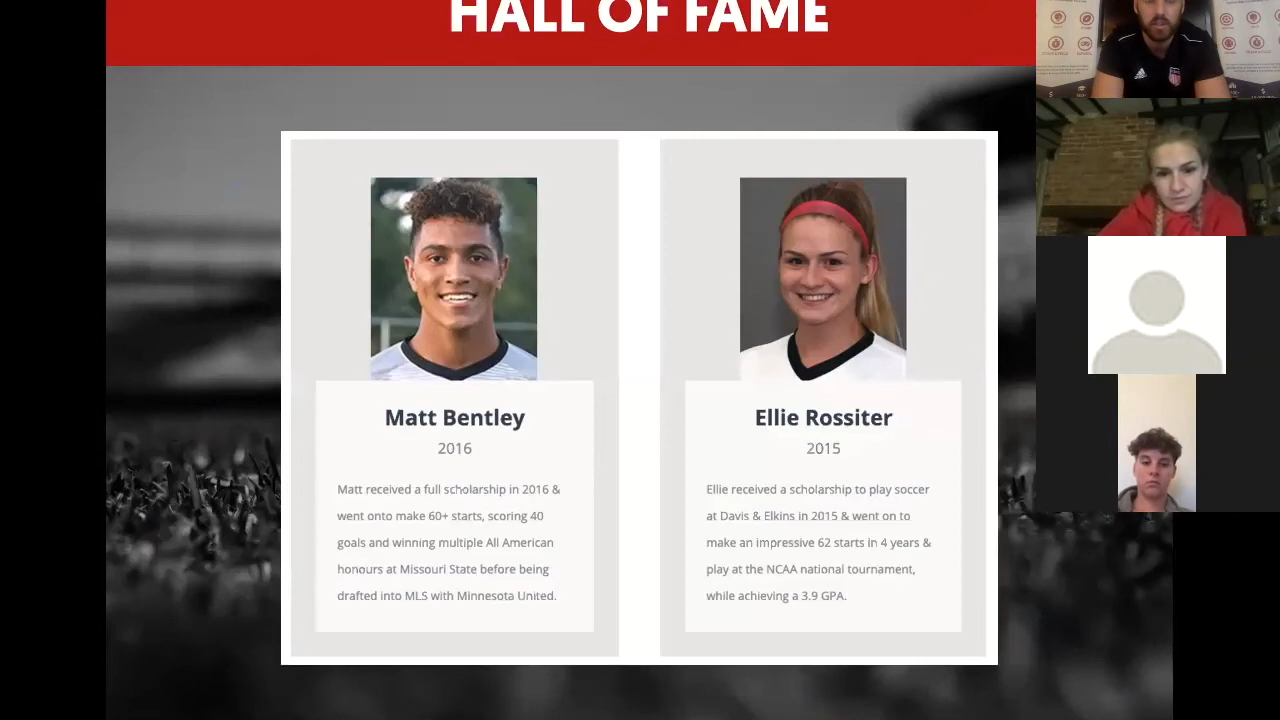 HALL OF FAME
Matt Bentley
2016
Matt received a full scholarship in 2016 &
went onto make 60+ starts, scoring 40
goals and winning multiple All American
honours at Missouri State before being
drafted into MLS with Minnesota United.
Ellie Rossiter
2015
Ellie received a scholarship to play soccer
at Davis & Elkins in 2015 & went on to
make an impressive 62 starts in 4 years &
play at the NCAA national tournament,
while achieving a 3.9 GPA.